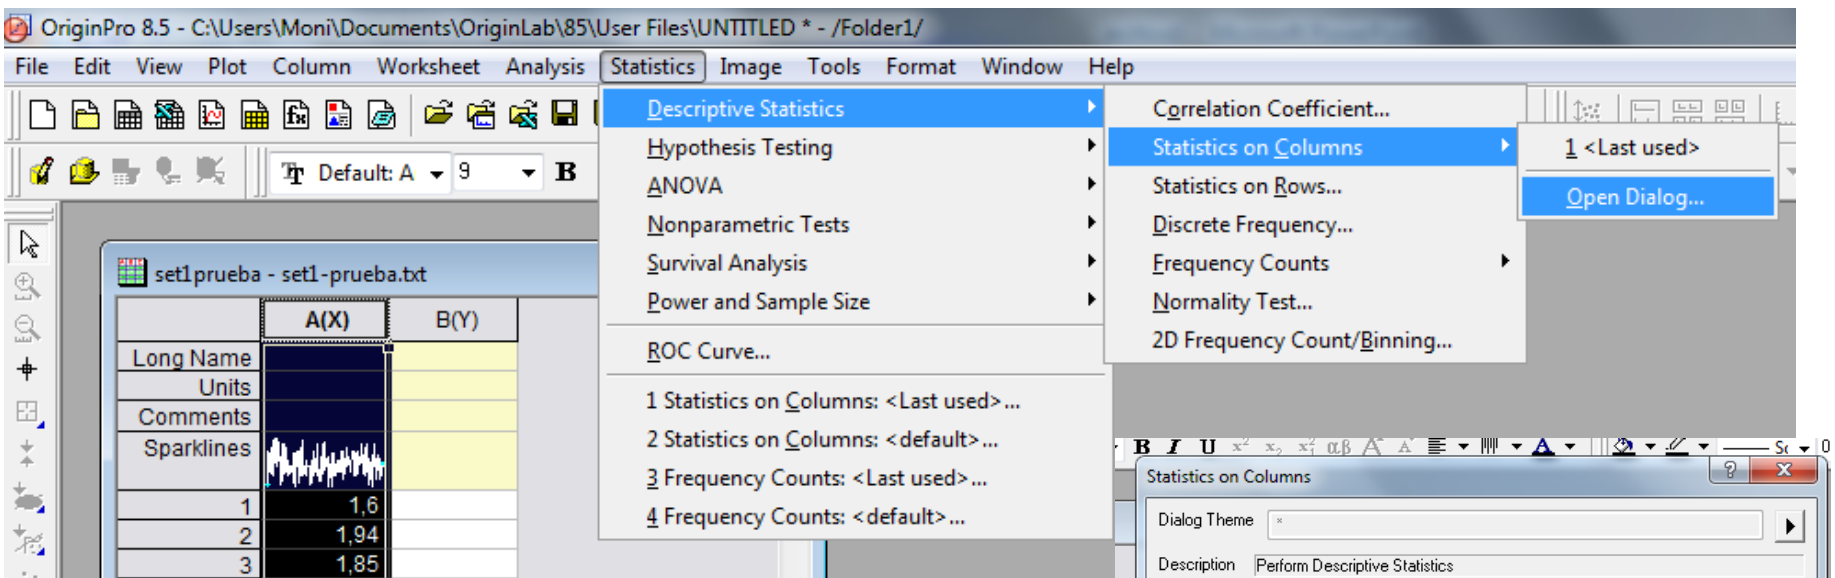 OriginPro 8.5 - C:\Users\Moni\Documents\OriginLab\85\User Files\UNTITLED * - /Folder1/
File Edit View Plot Column Worksheet Analysis Statistics Image Tools Format Window Help
Default: A 9 B
Descriptive Statistics
Hypothesis Testing
ANOVA
Nonparametric Tests
Survival Analysis
Power and Sample Size
ROC Curve...
1 Statistics on Columns: <Last used>...
2 Statistics on Columns: <default>...
3 Frequency Counts: <Last used>...
4 Frequency Counts: <default>...
Correlation Coefficient...
Statistics on Columns
Statistics on Rows...
Discrete Frequency...
Frequency Counts
Normality Test...
2D Frequency Count/Binning...
1 <Last used>
Open Dialog...
set1prueba - set1-prueba.txt
A(X) B(Y)
Long Name
Units
Comments
Sparklines
1 1,6
2 1,94
3 1,85
B I U x² x₂ αβ A A A
Statistics on Columns
Dialog Theme *
Description Perform Descriptive Statistics